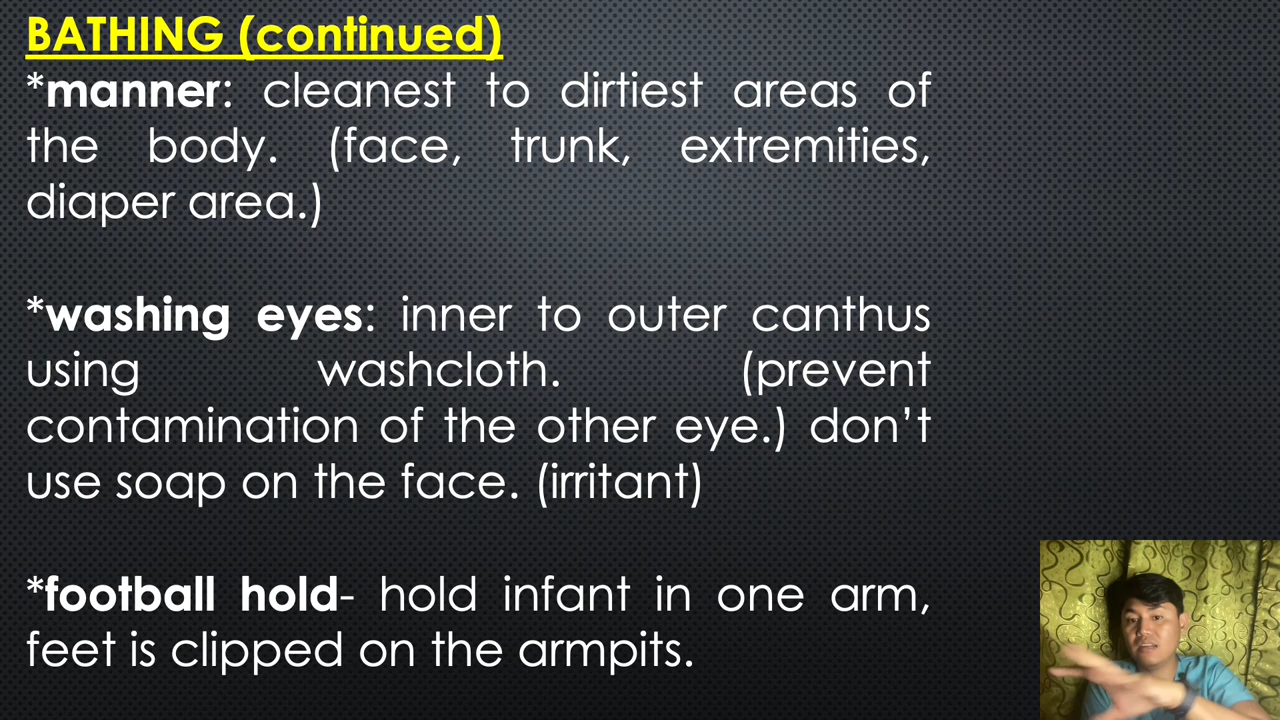 BATHING (continued)
*manner: cleanest to dirtiest areas of
the body. (face, trunk, extremities,
diaper area.)
*washing eyes: inner to outer canthus
using washcloth. (prevent
contamination of the other eye.) don’t
use soap on the face. (irritant)
*football hold- hold infant in one arm,
feet is clipped on the armpits.